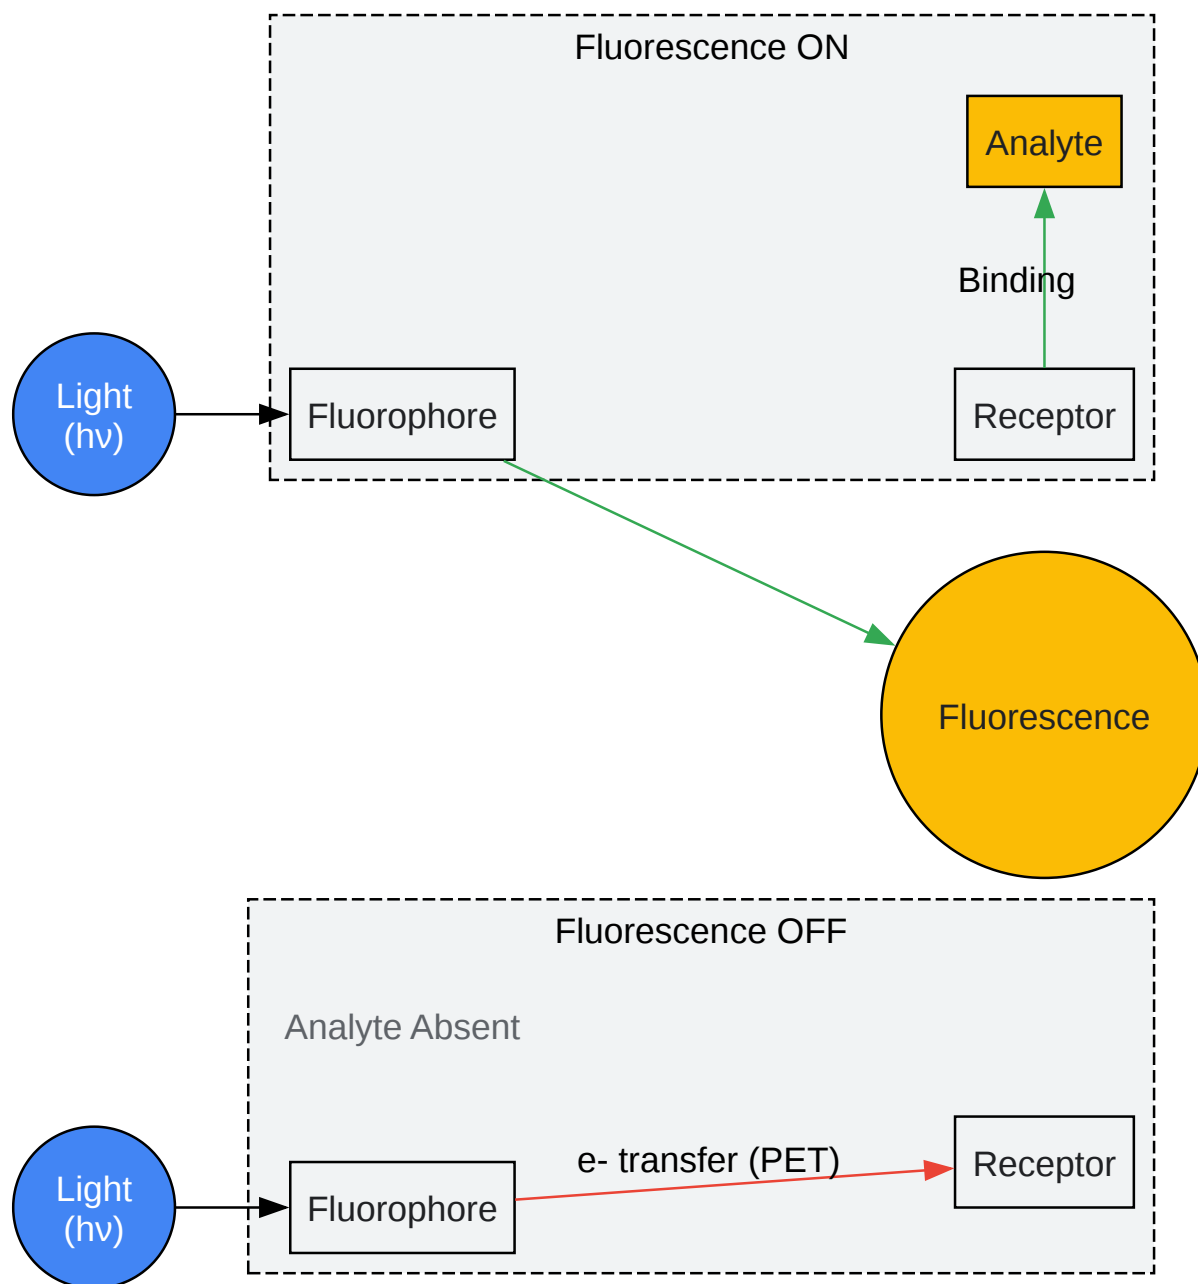 Fluorescence ON
Analyte
Binding
Light
(hν)
Fluorophore
Receptor
Fluorescence
Fluorescence OFF
Analyte Absent
e- transfer (PET)
Receptor
Light
(hν)
Fluorophore